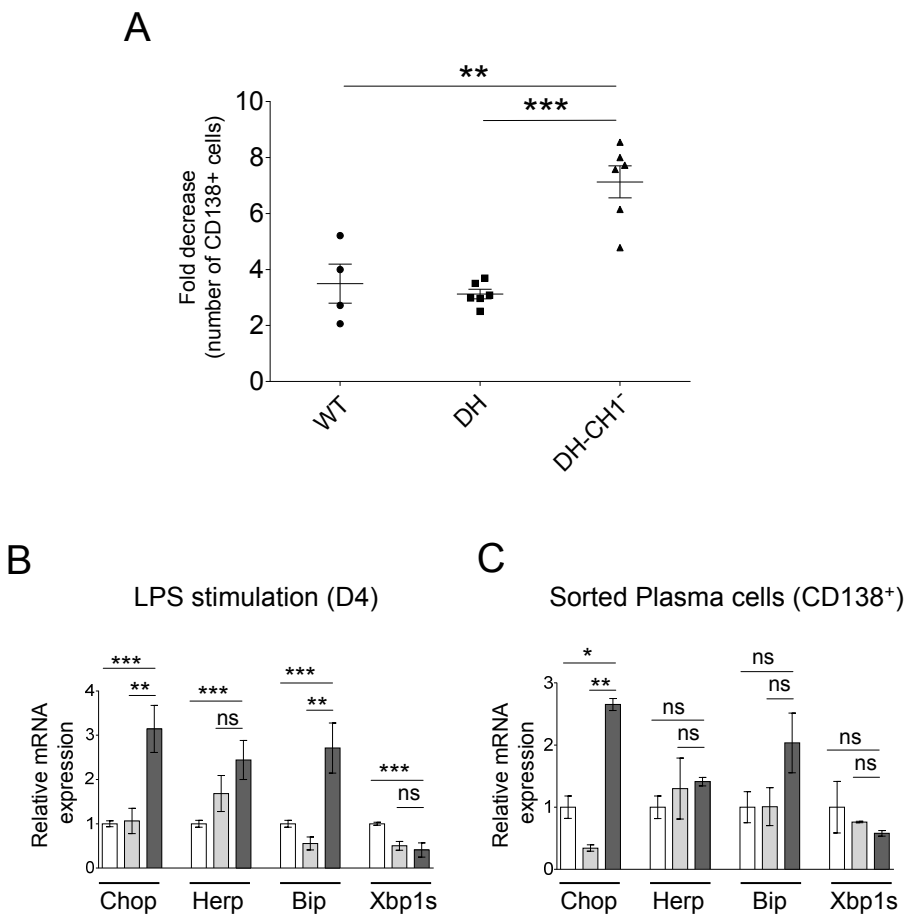 A
**
***
10
8
6
4
2
0
Fold decrease
(number of CD138+ cells)
WT
DH
DH-CH1-
B
LPS stimulation (D4)
***
**
***
ns
***
**
***
ns
4
3
2
1
0
Relative mRNA
expression
Chop Herp Bip Xbp1s
C
Sorted Plasma cells (CD138+)
*
**
ns
ns
ns
ns
ns
ns
3
2
1
0
Relative mRNA
expression
Chop Herp Bip Xbp1s